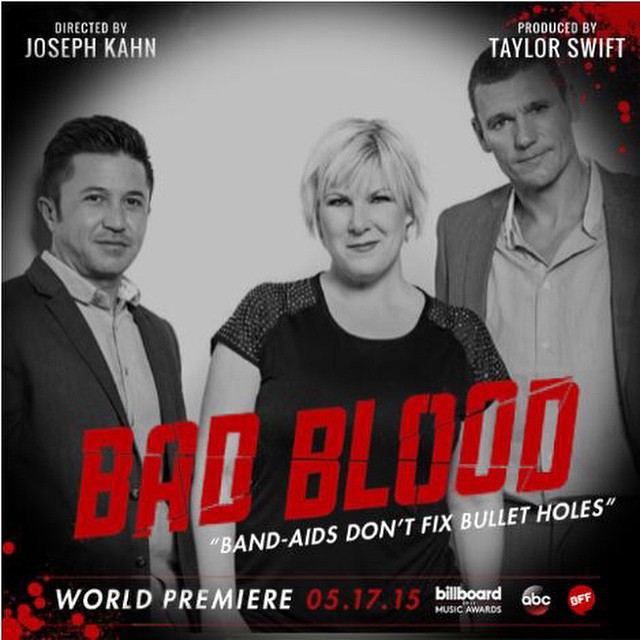 DIRECTED BY
JOSEPH KAHN
PRODUCED BY
TAYLOR SWIFT
BAD BLOOD
"BAND-AIDS DON'T FIX BULLET HOLES"
WORLD PREMIERE 05.17.15
billboard
2015
MUSIC AWARDS
abc
BFF